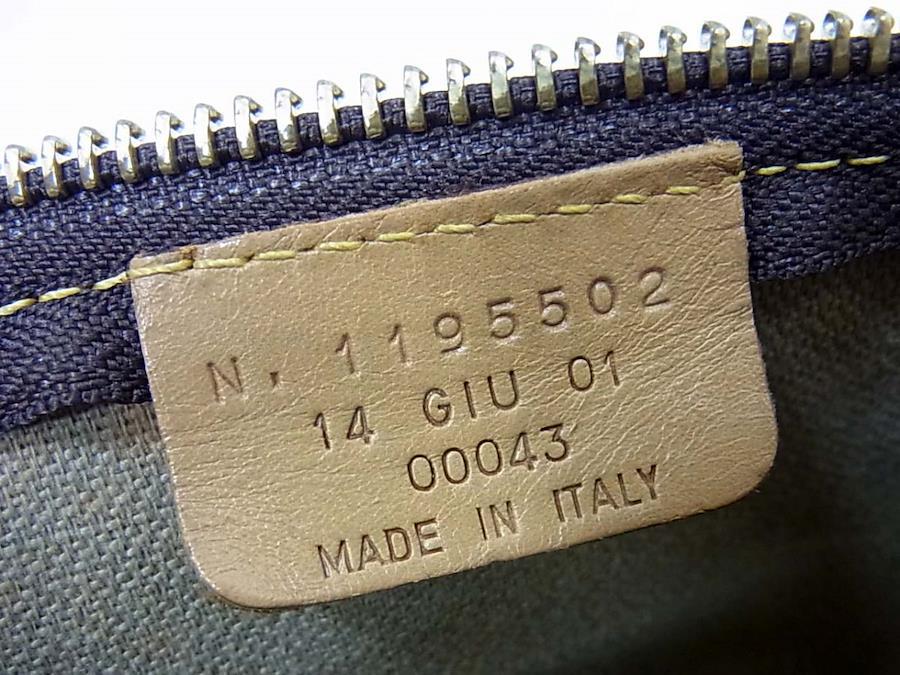 N. 1195502
14 GIU 01
00043
MADE IN ITALY